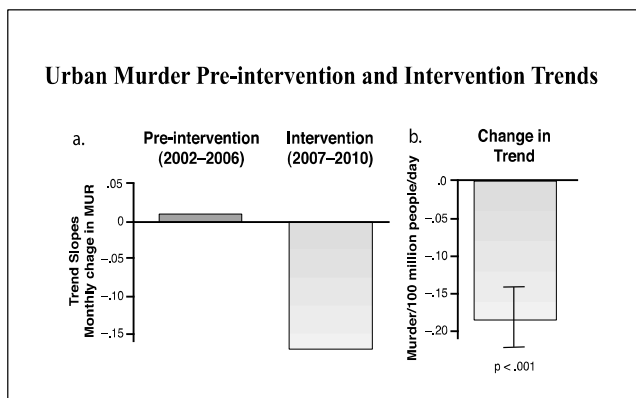 Urban Murder Pre-intervention and Intervention Trends
a.
Pre-intervention
(2002–2006)
Intervention
(2007–2010)
Trend Slopes
Monthly chage in MUR
.05
0
–.05
–.10
–.15
b.
Change in
Trend
Murder/100 million people/day
.0
–.05
–.10
–.15
–.20
p < .001